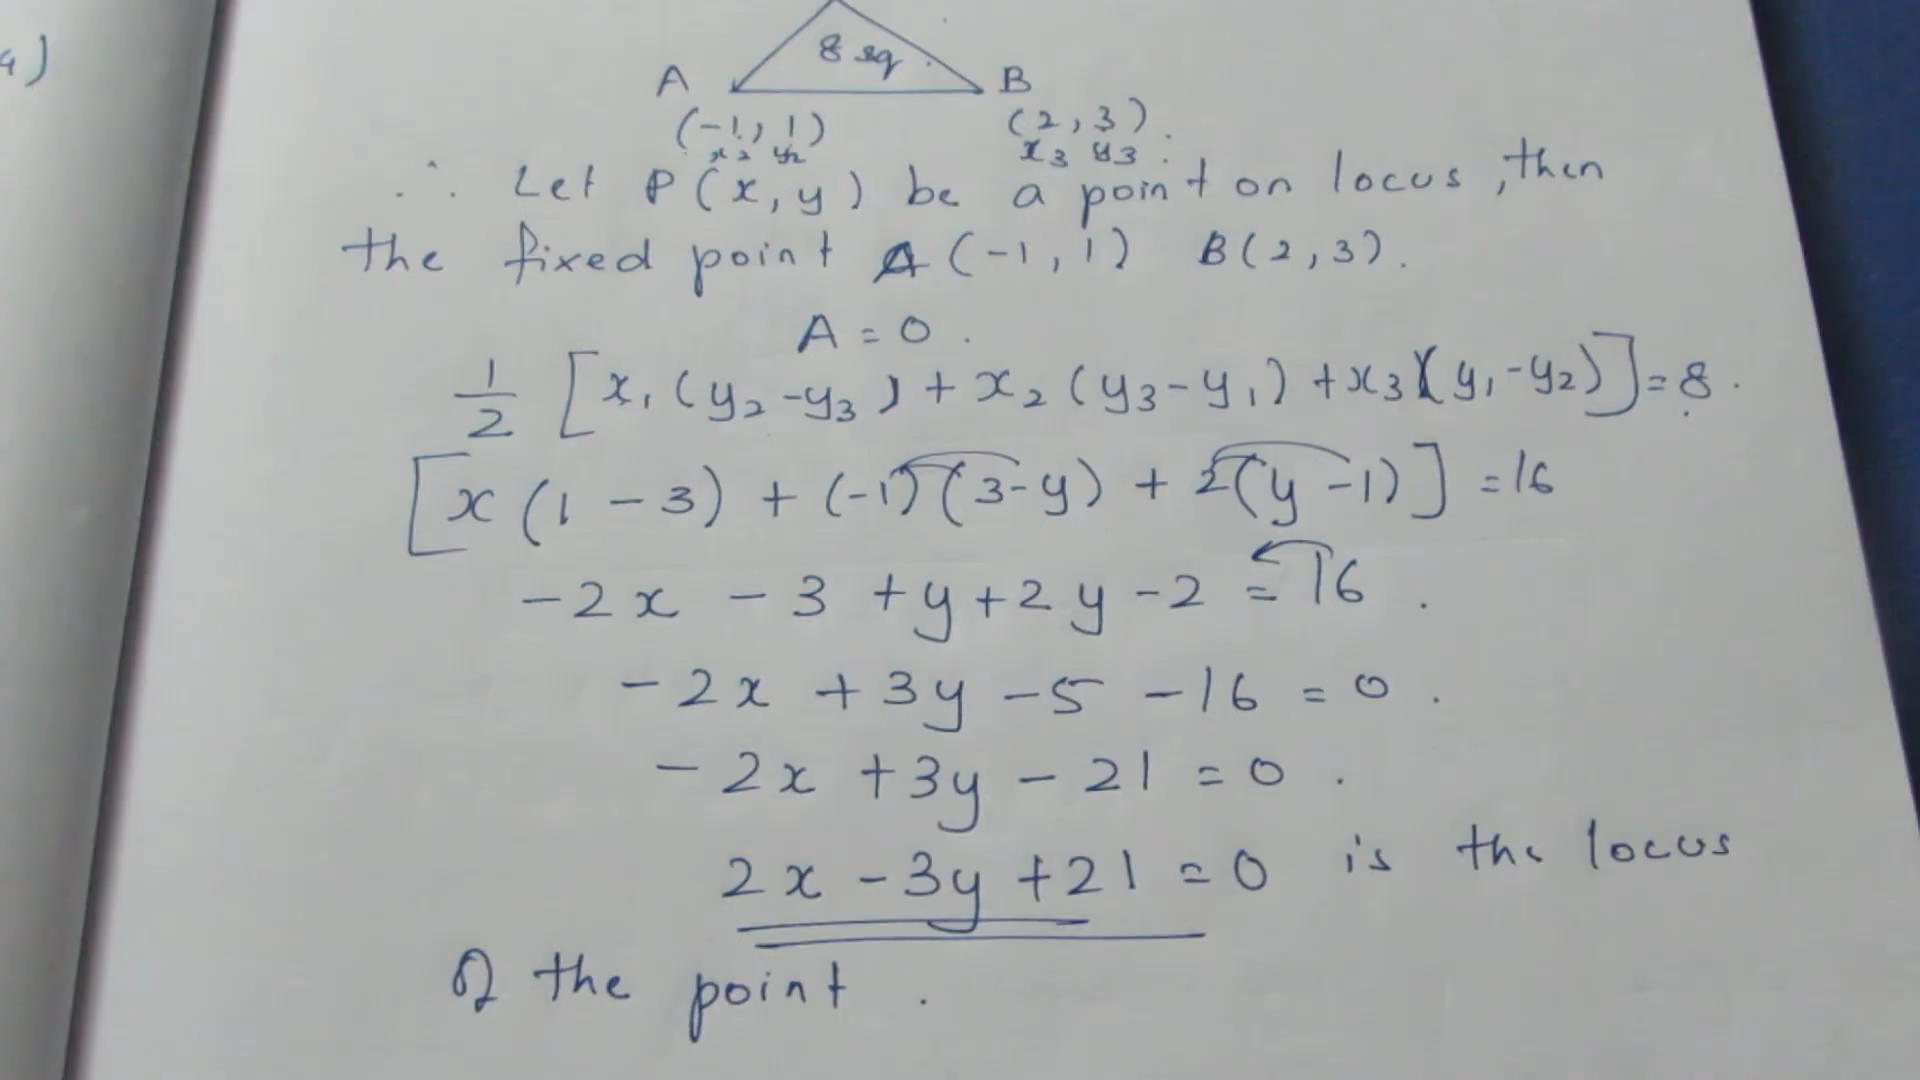 4)
8 sq.
A B
(-1, 1) (2, 3).
x2 y2 x3 y3
∴ Let P(x, y) be a point on locus, then
the fixed point A(-1, 1) B(2, 3).
A = 0.
1/2 [x₁(y₂-y₃) + x₂(y₃-y₁) + x₃(y₁-y₂)] = 8.
[x(1 - 3) + (-1)(3-y) + 2(y-1)] = 16
-2x - 3 + y + 2y - 2 = 16.
-2x + 3y - 5 - 16 = 0.
-2x + 3y - 21 = 0.
2x - 3y + 21 = 0 is the locus
of the point.